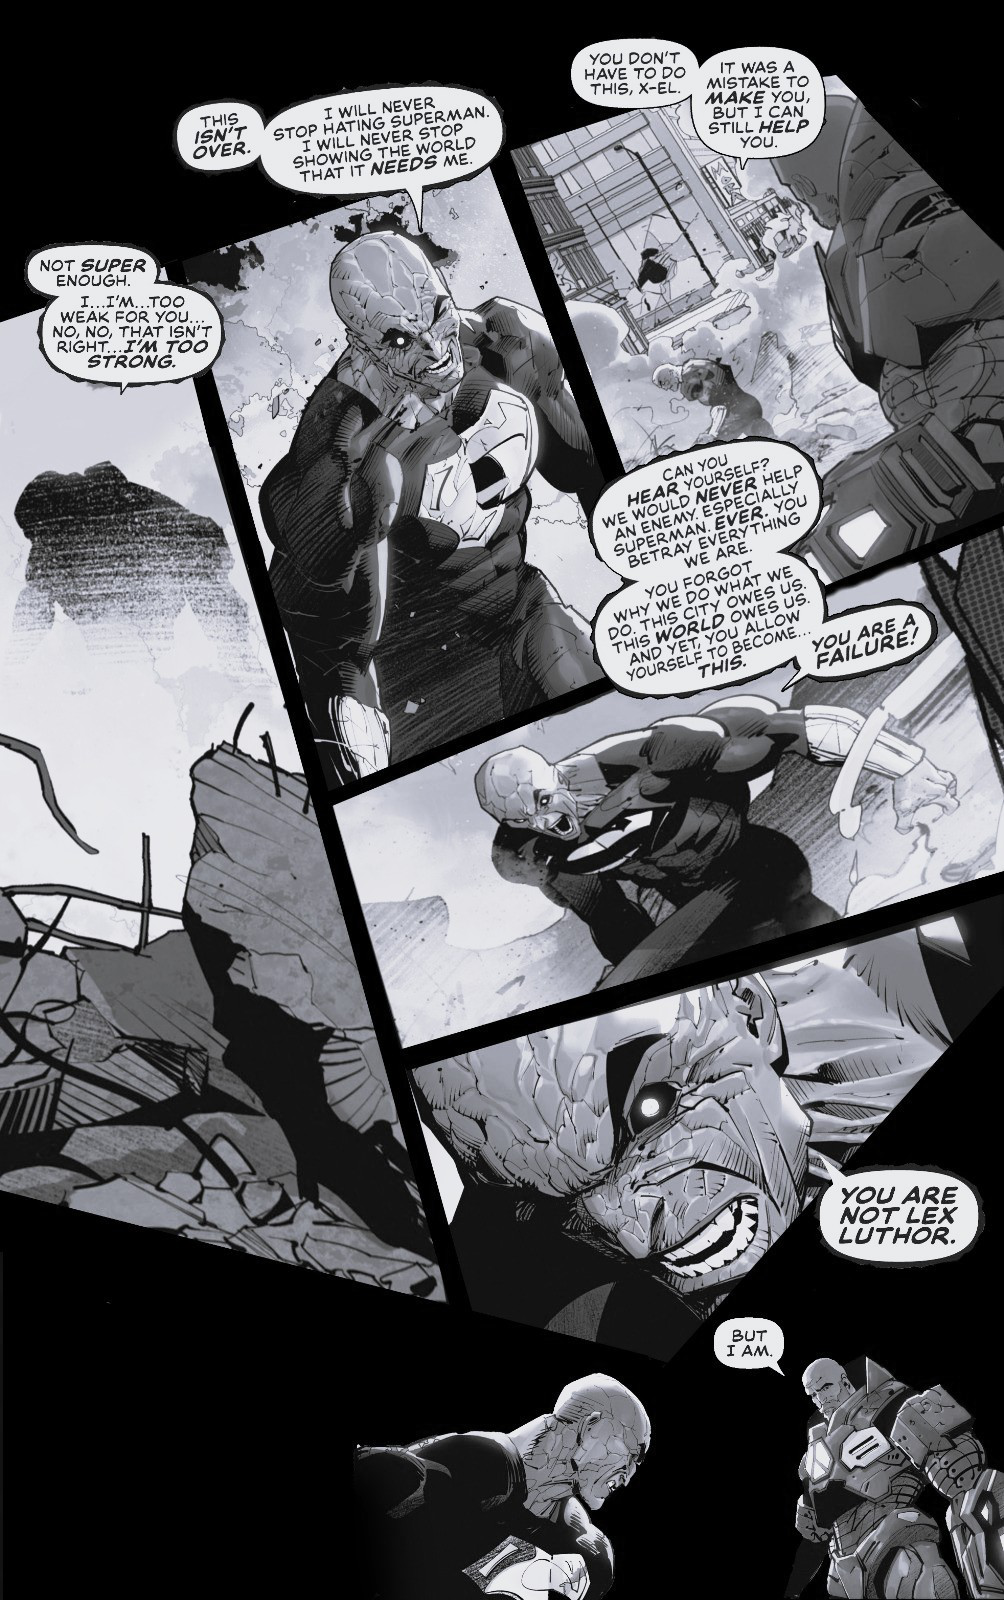 NOT SUPER
ENOUGH.
I...I'M...TOO
WEAK FOR YOU...
NO, NO, THAT ISN'T
RIGHT...I'M TOO
STRONG.
THIS
ISN'T
OVER.
I WILL NEVER
STOP HATING SUPERMAN.
I WILL NEVER STOP
SHOWING THE WORLD
THAT IT NEEDS ME.
YOU DON'T
HAVE TO DO
THIS, X-EL.
IT WAS A
MISTAKE TO
MAKE YOU,
BUT I CAN
STILL HELP
YOU.
CAN YOU
HEAR YOURSELF?
WE WOULD NEVER HELP
AN ENEMY. ESPECIALLY
SUPERMAN. EVER. YOU
BETRAY EVERYTHING
WE ARE.
YOU FORGOT
WHY WE DO WHAT WE
DO. THIS CITY OWES US.
THIS WORLD OWES US.
AND YET, YOU ALLOW
YOURSELF TO BECOME...
THIS.
YOU ARE A
FAILURE!
YOU ARE
NOT LEX
LUTHOR.
BUT
I AM.